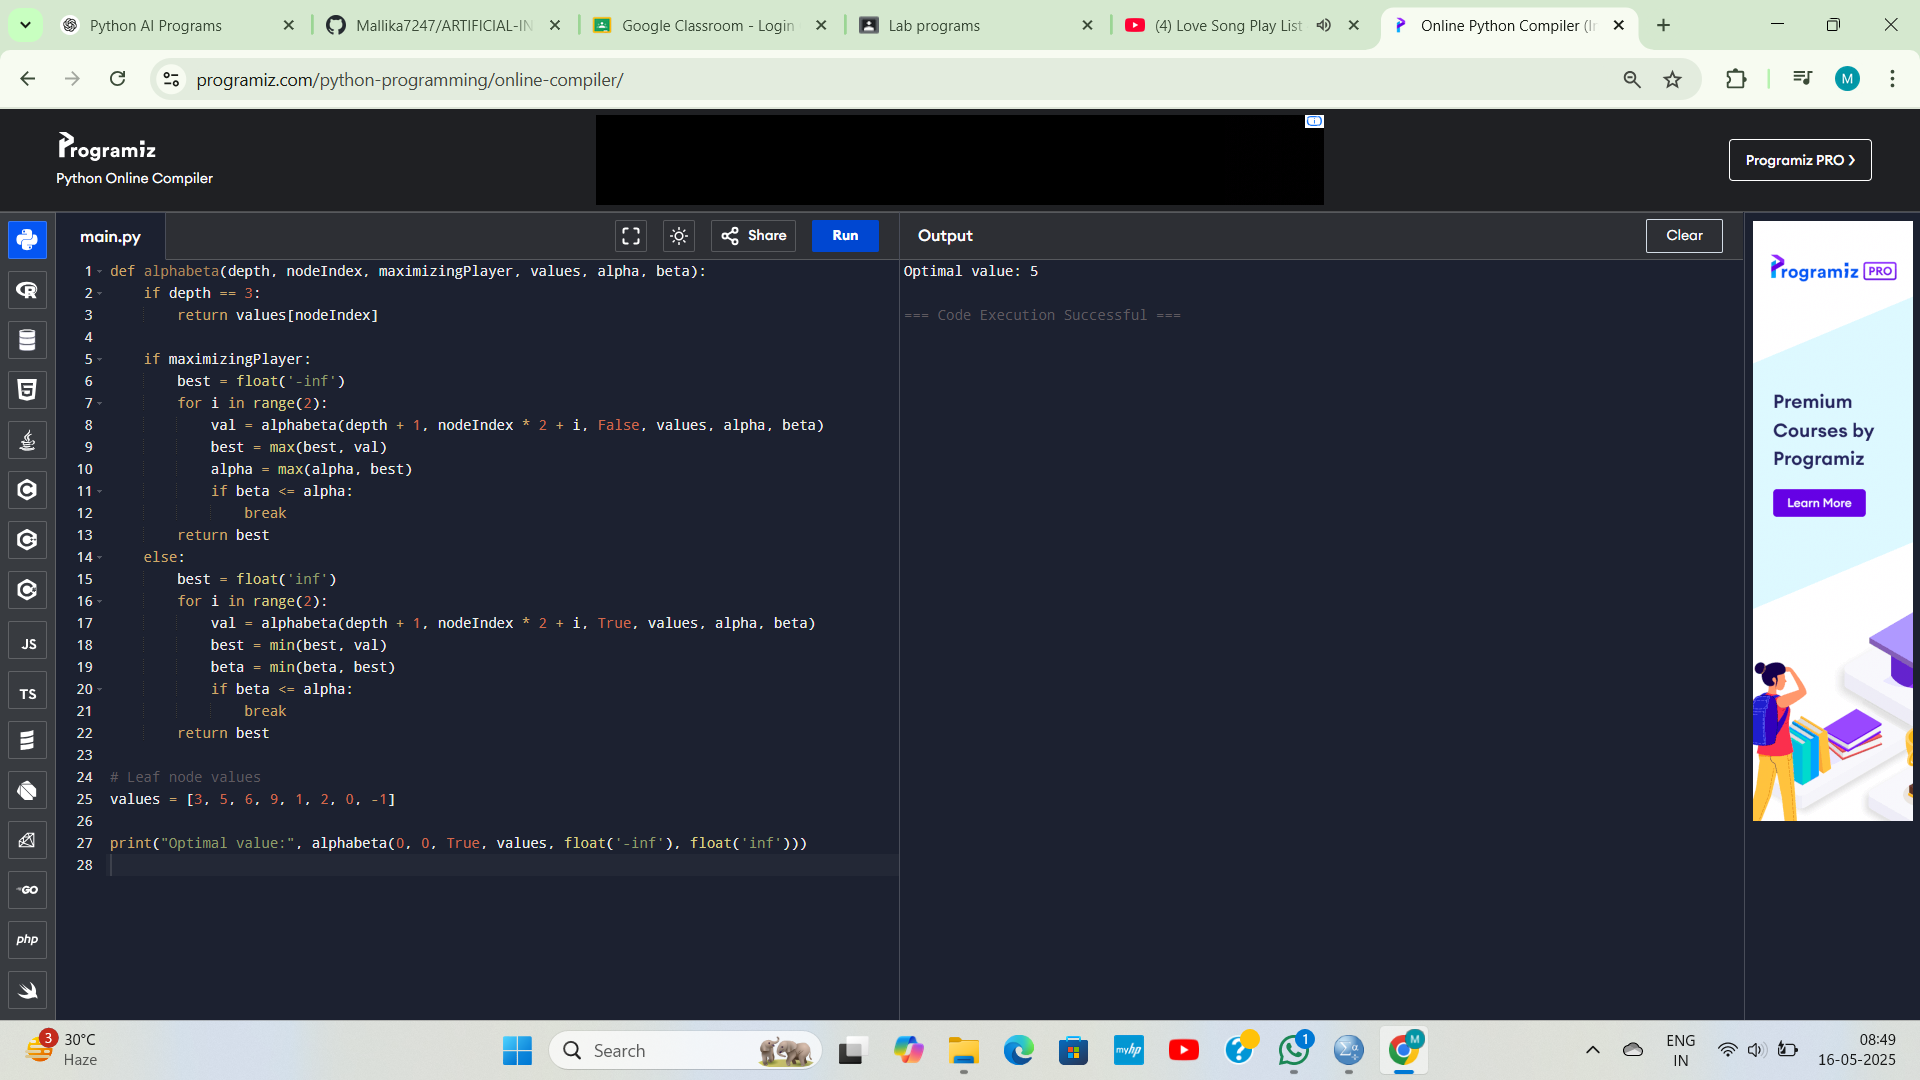 Python AI Programs
Mallika7247/ARTIFICIAL-IN
Google Classroom - Login
Lab programs
(4) Love Song Play List
Online Python Compiler (In
programiz.com/python-programming/online-compiler/
M
Programiz
Python Online Compiler
Programiz PRO ❯
main.py
Share
Run
Output
Clear
1 def alphabeta(depth, nodeIndex, maximizingPlayer, values, alpha, beta):
2     if depth == 3:
3         return values[nodeIndex]
4
5     if maximizingPlayer:
6         best = float('-inf')
7         for i in range(2):
8             val = alphabeta(depth + 1, nodeIndex * 2 + i, False, values, alpha, beta)
9             best = max(best, val)
10             alpha = max(alpha, best)
11             if beta <= alpha:
12                 break
13         return best
14     else:
15         best = float('inf')
16         for i in range(2):
17             val = alphabeta(depth + 1, nodeIndex * 2 + i, True, values, alpha, beta)
18             best = min(best, val)
19             beta = min(beta, best)
20             if beta <= alpha:
21                 break
22         return best
23
24 # Leaf node values
25 values = [3, 5, 6, 9, 1, 2, 0, -1]
26
27 print("Optimal value:", alphabeta(0, 0, True, values, float('-inf'), float('inf')))
28
Optimal value: 5
=== Code Execution Successful ===
JS
TS
GO
php
Programiz PRO
Premium
Courses by
Programiz
Learn More
3
30°C
Haze
Search
myhp
1
M
ENG
IN
08:49
16-05-2025